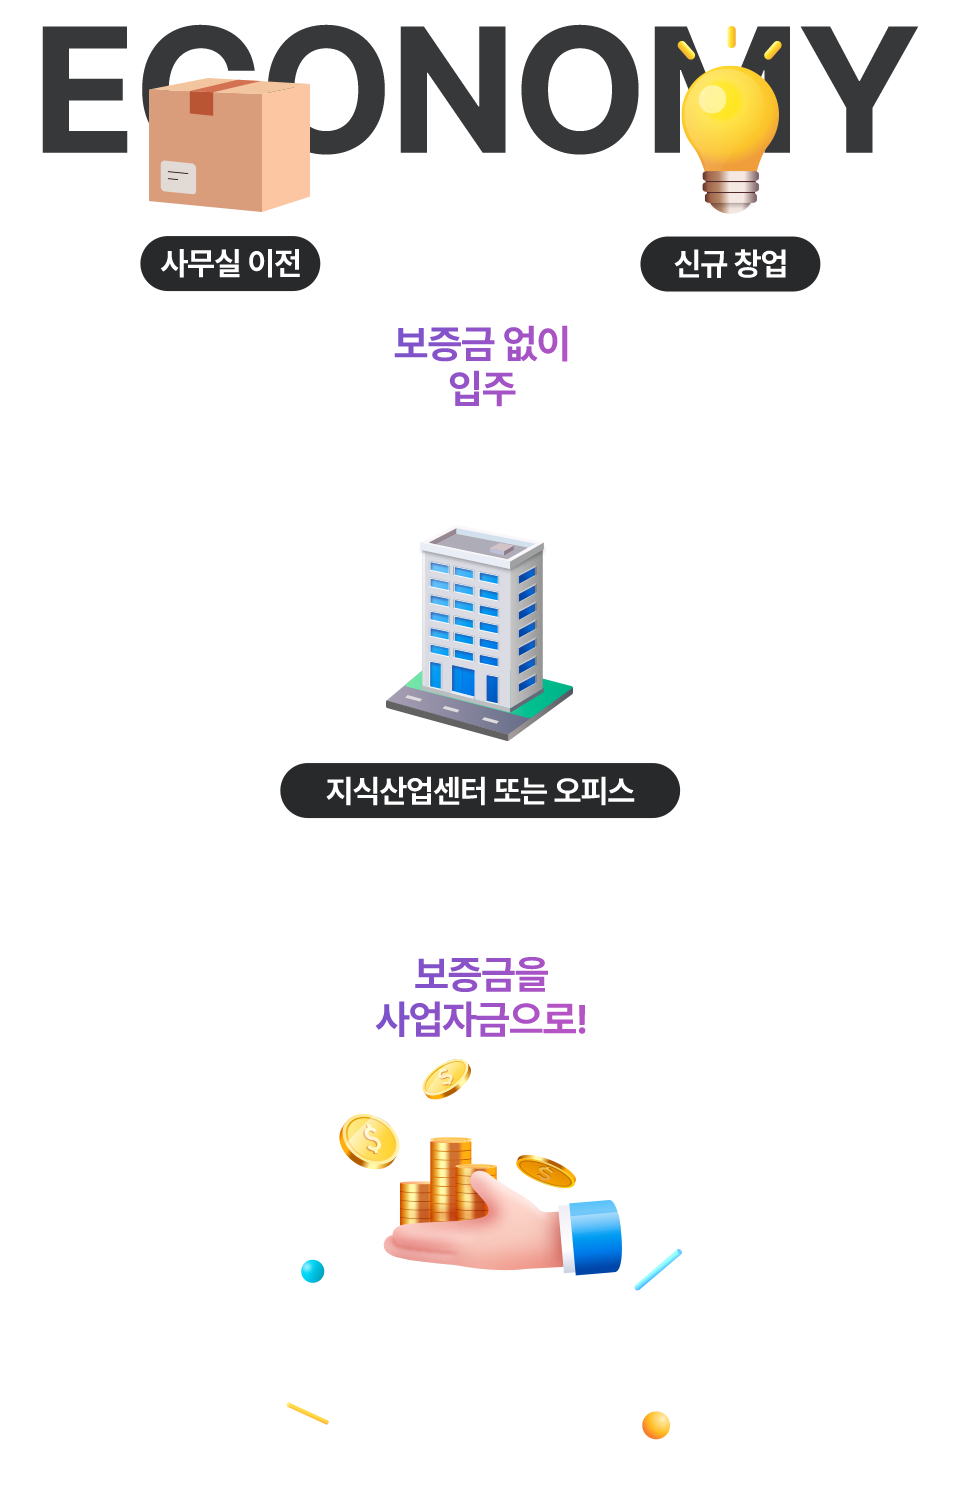 ECONOMY
사무실 이전
신규 창업
보증금 없이
입주
지식산업센터 또는 오피스
보증금을
사업자금으로!